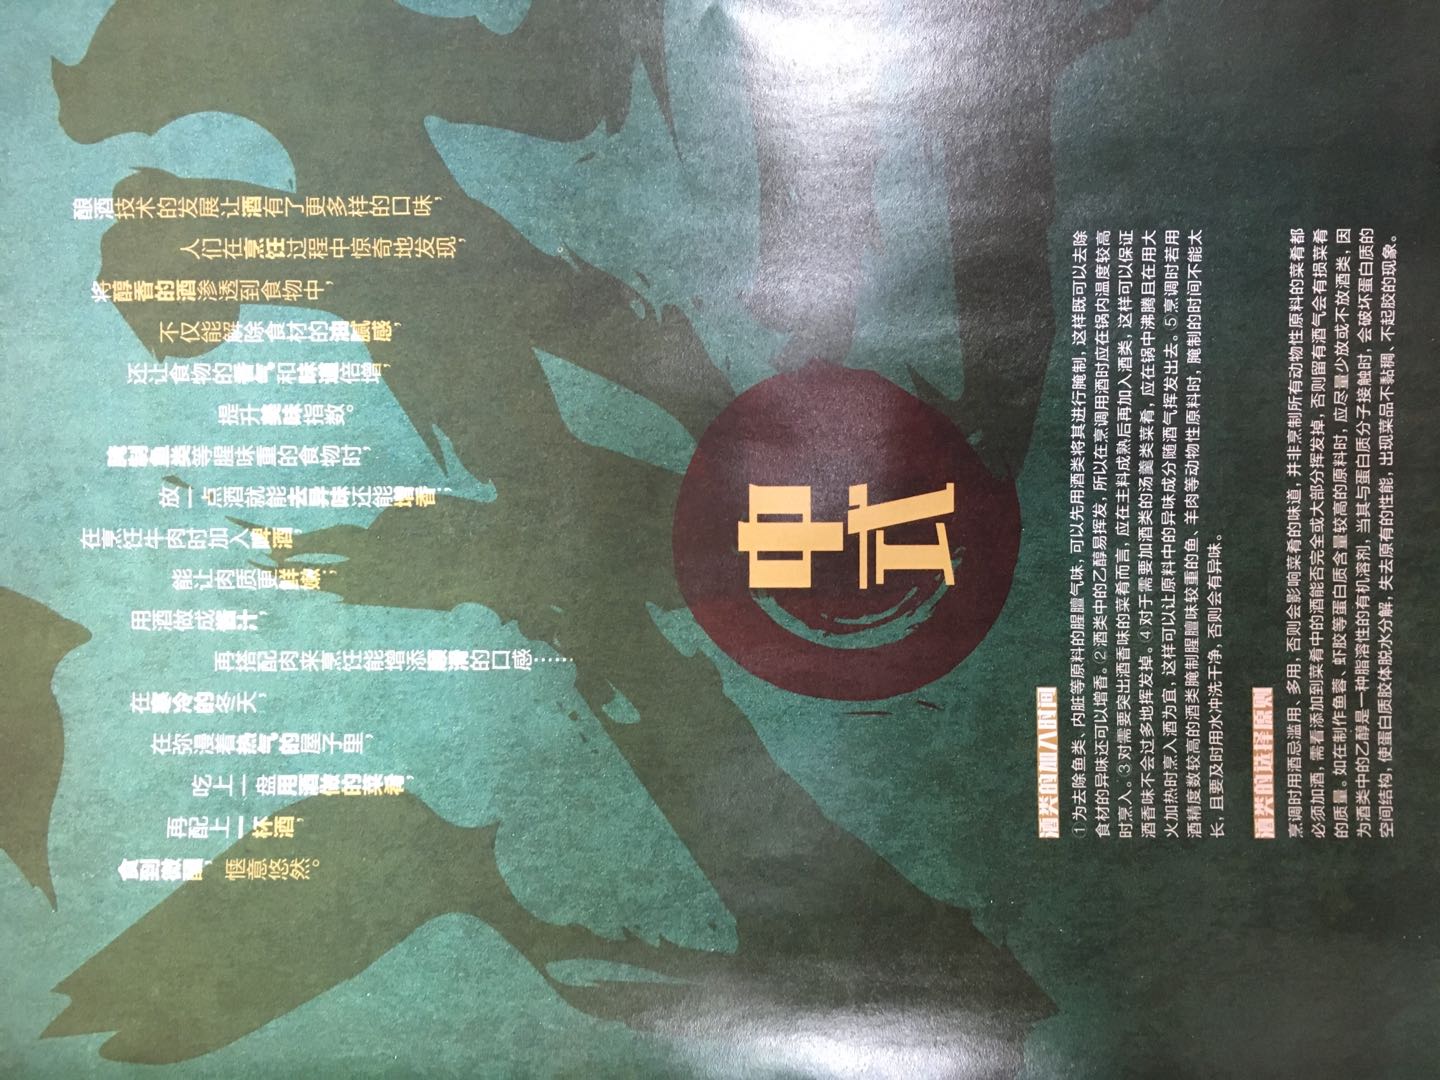 酿酒技术的发展让酒有了更多样的口味，
人们在烹饪过程中惊奇地发现，
将醇香的酒渗透到食物中，
不仅能解除食材的油腻感，
还让食物的香气和味道倍增，
提升美味指数。
腌制鱼类等腥味重的食物时，
放一点酒就能去异味还能增香；
在烹饪牛肉时加入啤酒，
能让肉质更鲜嫩；
用酒做成酱汁，
再搭配肉来烹饪能增添顺滑的口感……
在寒冷的冬天，
在弥漫着热气的屋子里，
吃上一盘用酒做的菜肴，
再配上一杯酒，
食到微醺，惬意悠然。
中式
酒类的加入时间
①为去除鱼类、内脏等原料的腥膻气味，可以先用酒类将其进行腌制，这样既可以去除
食材的异味还可以增香。②酒类中的乙醇易挥发，所以在烹调用酒时应在锅内温度较高
时烹入。③对需要突出酒香味的菜肴而言，应在主料成熟后再加入酒类，这样可以保证
酒香味不会过多地挥发掉。④对于需要加酒类的汤羹类菜肴，应在锅中沸腾且在用大
火加热时烹入酒为宜，这样可以让原料中的异味成分随酒气挥发出去。⑤烹调时若用
酒精度数较高的酒类腌制腥膻味较重的鱼、羊肉等动物性原料时，腌制的时间不能太
长，且要及时用水冲洗干净，否则会有异味。
酒类的选择原则
烹调时用酒忌滥用、多用，否则会影响菜肴的味道，并非烹制所有动物性原料的菜肴都
必须加酒，需看添加到菜肴中的酒能否完全或大部分挥发掉，否则留有酒气会有损菜肴
的质量。如在制作鱼蓉、虾胶等蛋白质含量较高的原料时，应尽量少放或不放酒类，因
为酒类中的乙醇是一种脂溶性的有机溶剂，当其与蛋白质分子接触时，会破坏蛋白质的
空间结构，使蛋白质胶体脱水分解，失去原有的性能，出现菜品不黏稠、不起胶的现象。